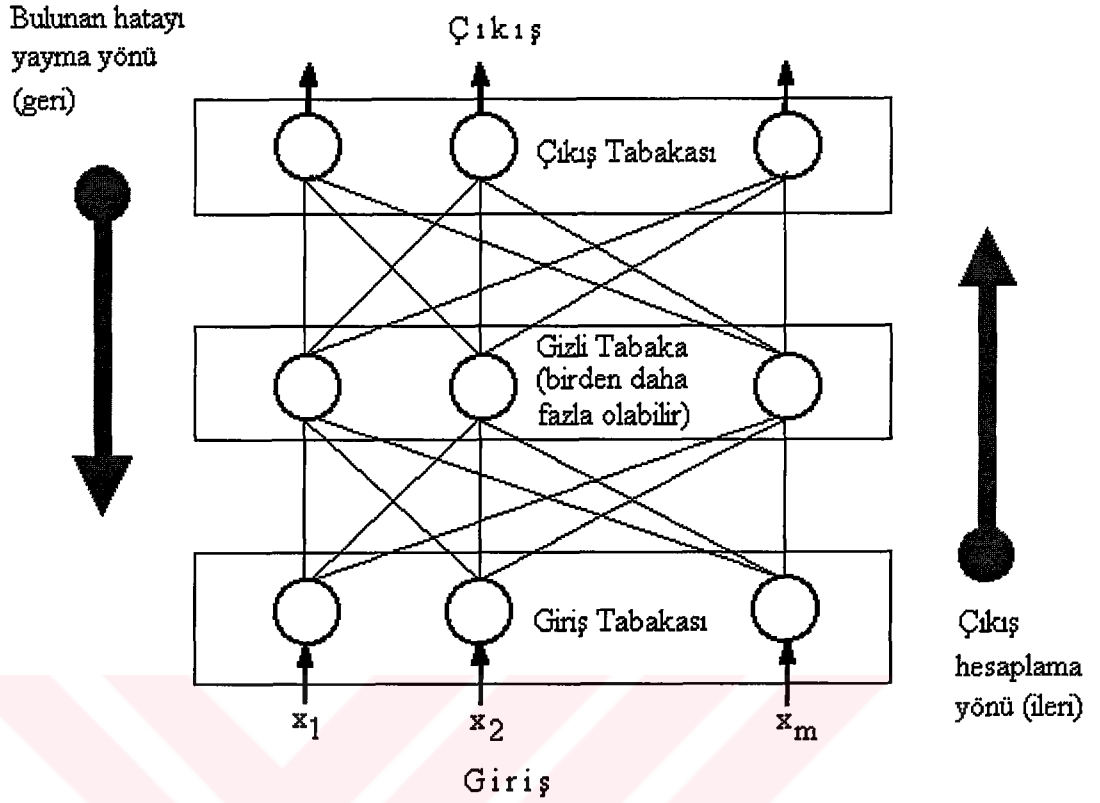 Bulunan hatayı
yayma yönü
(geri)
Çıkış
Çıkış Tabakası
Gizli Tabaka
(birden daha
fazla olabilir)
Giriş Tabakası
Çıkış
hesaplama
yönü (ileri)
x1 x2 xm
Giriş